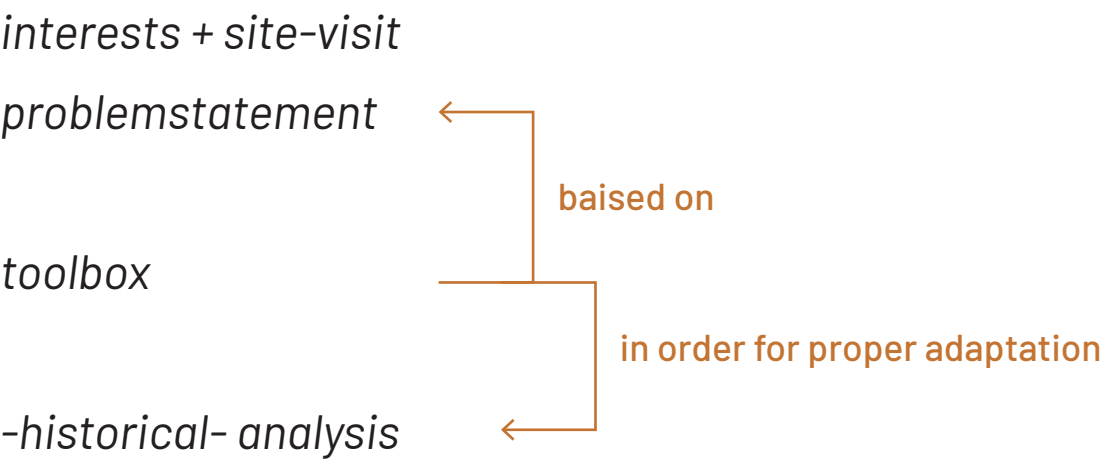 interests + site-visit
problemstatement
baised on
toolbox
in order for proper adaptation
-historical- analysis